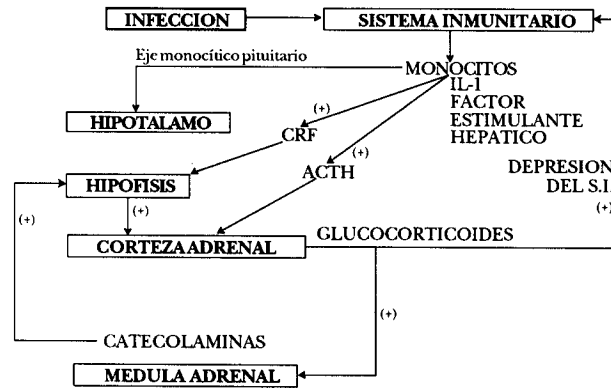 INFECCION
SISTEMA INMUNITARIO
Eje monocítico pituitario
MONOCITOS
IL-1
FACTOR
ESTIMULANTE
HEPATICO
HIPOTALAMO
(+)
CRF
(+)
ACTH
DEPRESION
DEL S.I.
(+)
HIPOFISIS
(+)
(+)
GLUCOCORTICOIDES
CORTEZA ADRENAL
(+)
CATECOLAMINAS
MEDULA ADRENAL